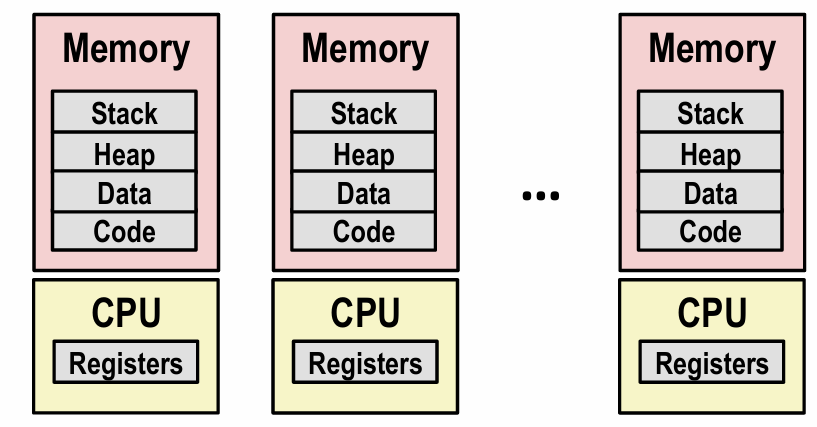 Memory
Stack
Heap
Data
Code
CPU
Registers
Memory
Stack
Heap
Data
Code
CPU
Registers
...
Memory
Stack
Heap
Data
Code
CPU
Registers